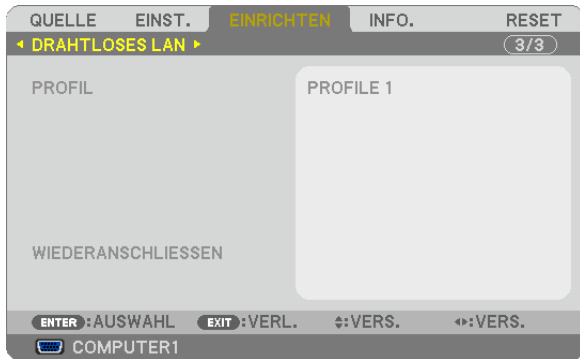 QUELLE EINST. EINRICHTEN INFO. RESET
DRAHTLOSES LAN 3/3
PROFIL PROFILE 1
WIEDERANSCHLIESSEN
ENTER :AUSWAHL EXIT :VERL. :VERS. :VERS.
COMPUTER1